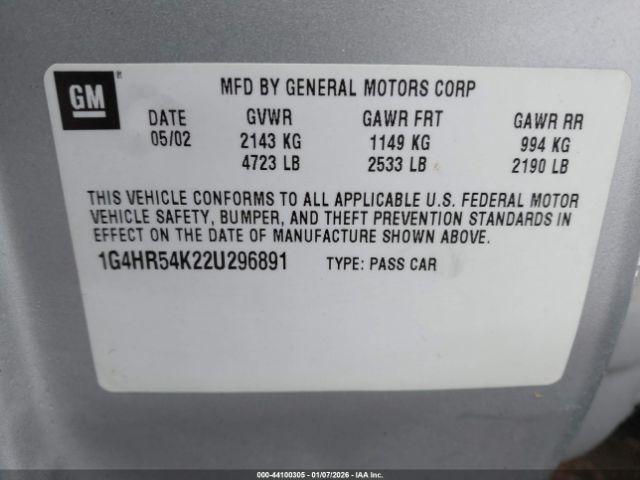 GM
MFD BY GENERAL MOTORS CORP
DATE GVWR GAWR FRT GAWR RR
05/02 2143 KG 1149 KG 994 KG
4723 LB 2533 LB 2190 LB
THIS VEHICLE CONFORMS TO ALL APPLICABLE U.S. FEDERAL MOTOR
VEHICLE SAFETY, BUMPER, AND THEFT PREVENTION STANDARDS IN
EFFECT ON THE DATE OF MANUFACTURE SHOWN ABOVE.
1G4HR54K22U296891 TYPE: PASS CAR
000-44100305 | 01/07/2026 | IAA Inc.